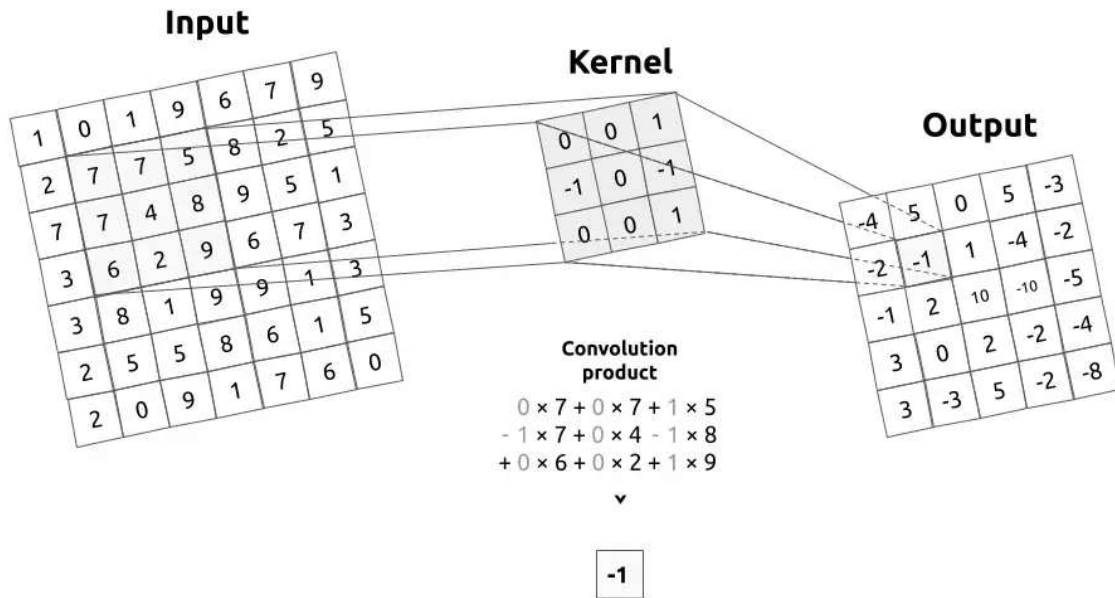 Input
1 0 1 9 6 7 9
2 7 7 5 8 2 5
7 7 4 8 9 5 1
3 6 2 9 6 7 3
3 8 1 9 9 1 3
2 5 5 8 6 1 5
2 0 9 1 7 6 0
Kernel
0 0 1
-1 0 -1
0 0 1
Output
-4 5 0 5 -3
-2 -1 1 -4 -2
-1 2 10 -10 -5
3 0 2 -2 -4
3 -3 5 -2 -8
Convolution
product
0 × 7 + 0 × 7 + 1 × 5
- 1 × 7 + 0 × 4 - 1 × 8
+ 0 × 6 + 0 × 2 + 1 × 9
-1